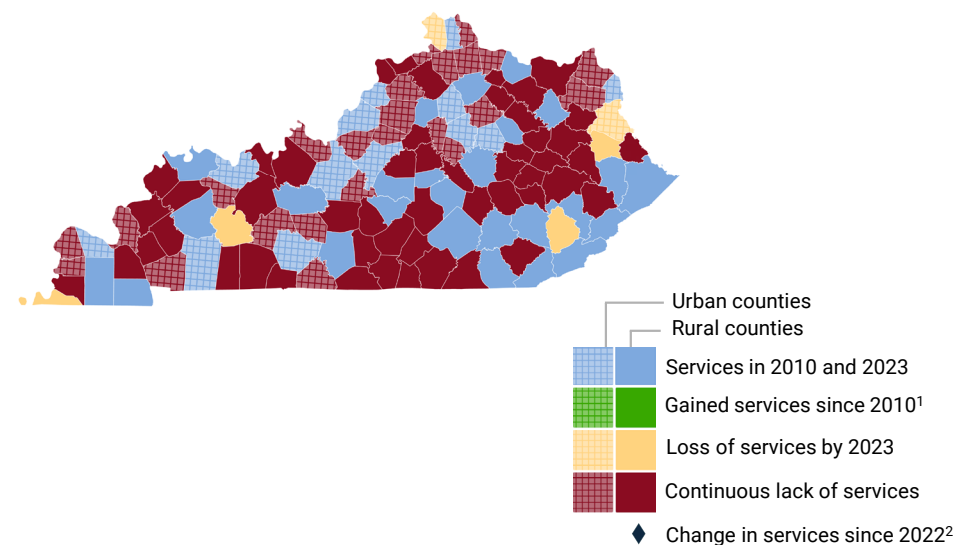 Urban counties
Rural counties
Services in 2010 and 2023
Gained services since 2010¹
Loss of services by 2023
Continuous lack of services
Change in services since 2022²